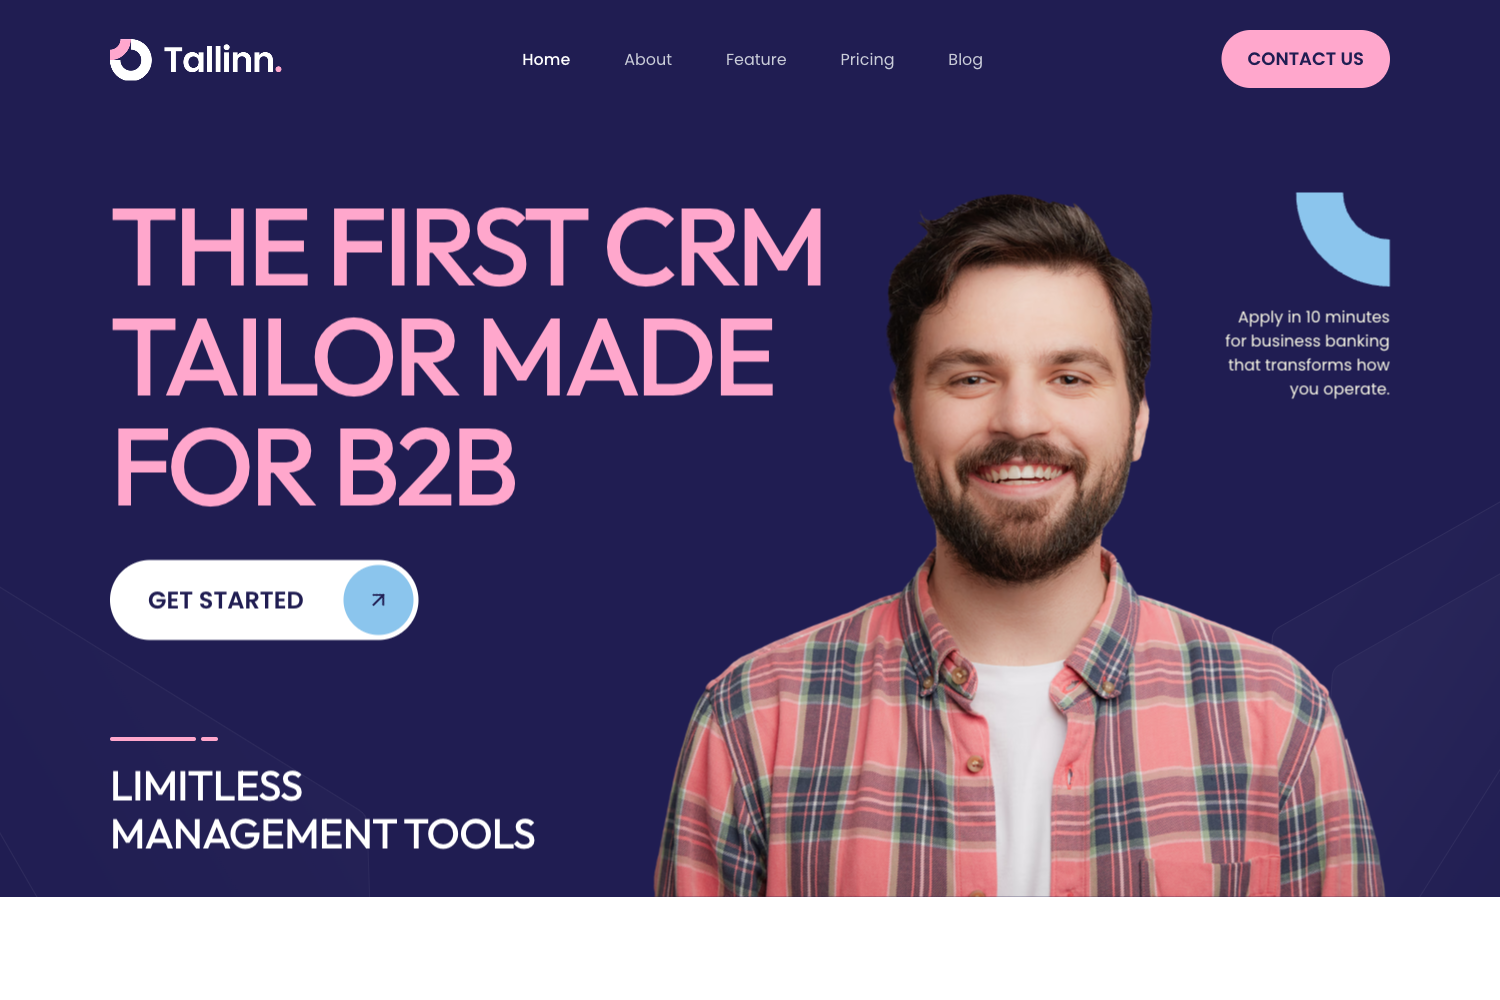 Tallinn.
Home
About
Feature
Pricing
Blog
CONTACT US
THE FIRST CRM
TAILOR MADE
FOR B2B
Apply in 10 minutes
for business banking
that transforms how
you operate.
GET STARTED
LIMITLESS
MANAGEMENT TOOLS